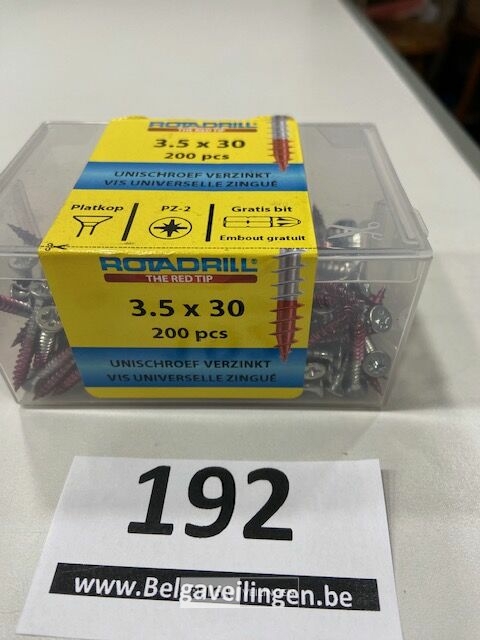 ROTADRILL®
THE RED TIP
3.5 x 30
200 pcs
UNISCHROEF VERZINKT
VIS UNIVERSELLE ZINGUÉ
Platkop
PZ-2
Gratis bit
Embout gratuit
ROTADRILL®
THE RED TIP
3.5 x 30
200 pcs
UNISCHROEF VERZINKT
VIS UNIVERSELLE ZINGUÉ
192
www.Belgaveilingen.be